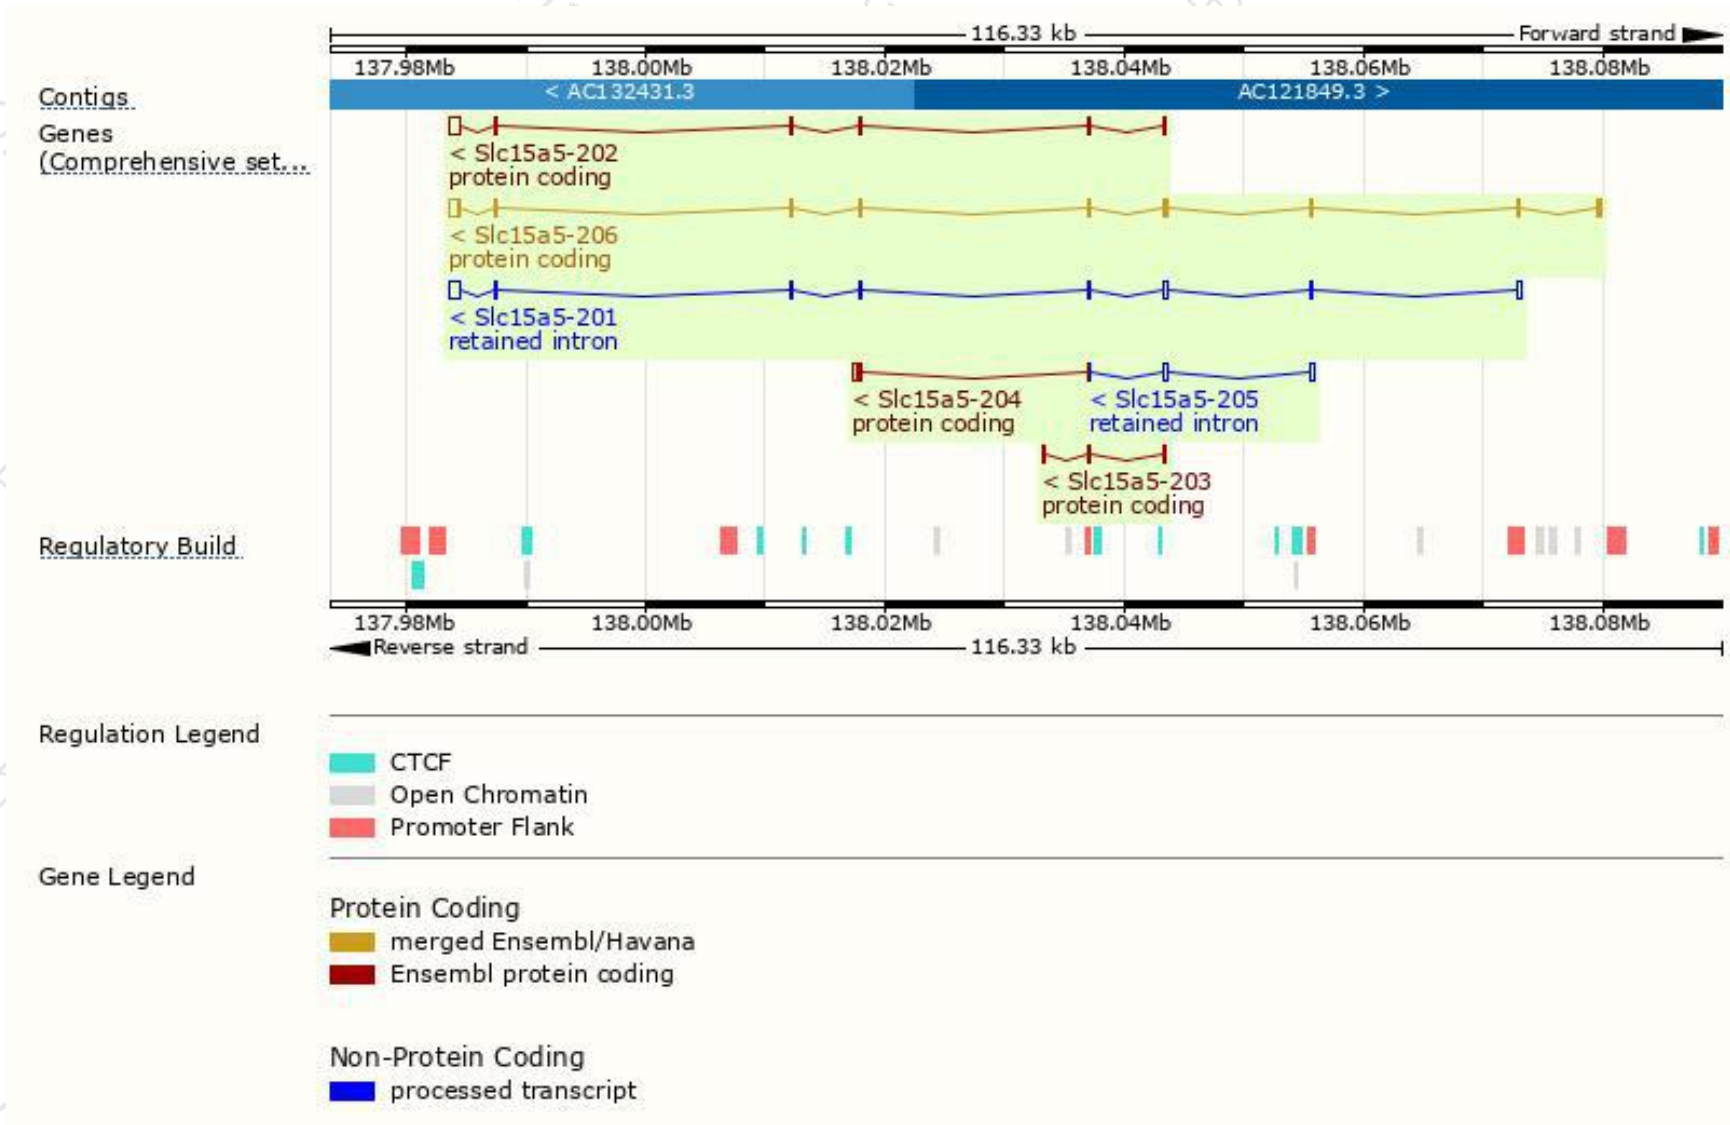 116.33 kb
Forward strand
137.98Mb 138.00Mb 138.02Mb 138.04Mb 138.06Mb 138.08Mb
Contigs
< AC132431.3 AC121849.3 >
Genes
(Comprehensive set...
< Slc15a5-202
protein coding
< Slc15a5-206
protein coding
< Slc15a5-201
retained intron
< Slc15a5-204 < Slc15a5-205
protein coding retained intron
< Slc15a5-203
protein coding
Regulatory Build
137.98Mb 138.00Mb 138.02Mb 138.04Mb 138.06Mb 138.08Mb
Reverse strand 116.33 kb
Regulation Legend
CTCF
Open Chromatin
Promoter Flank
Gene Legend
Protein Coding
merged Ensembl/Havana
Ensembl protein coding
Non-Protein Coding
processed transcript